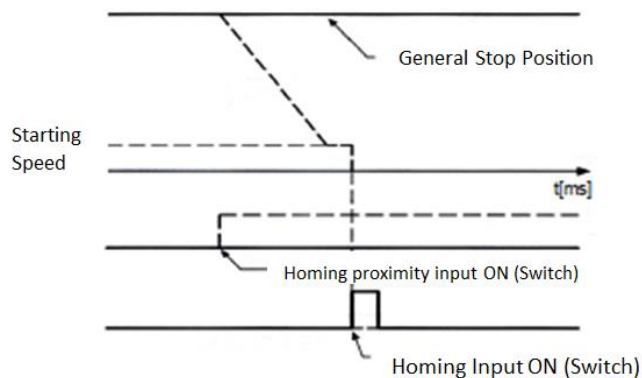 General Stop Position
Starting
Speed
t[ms]
Homing proximity input ON (Switch)
Homing Input ON (Switch)